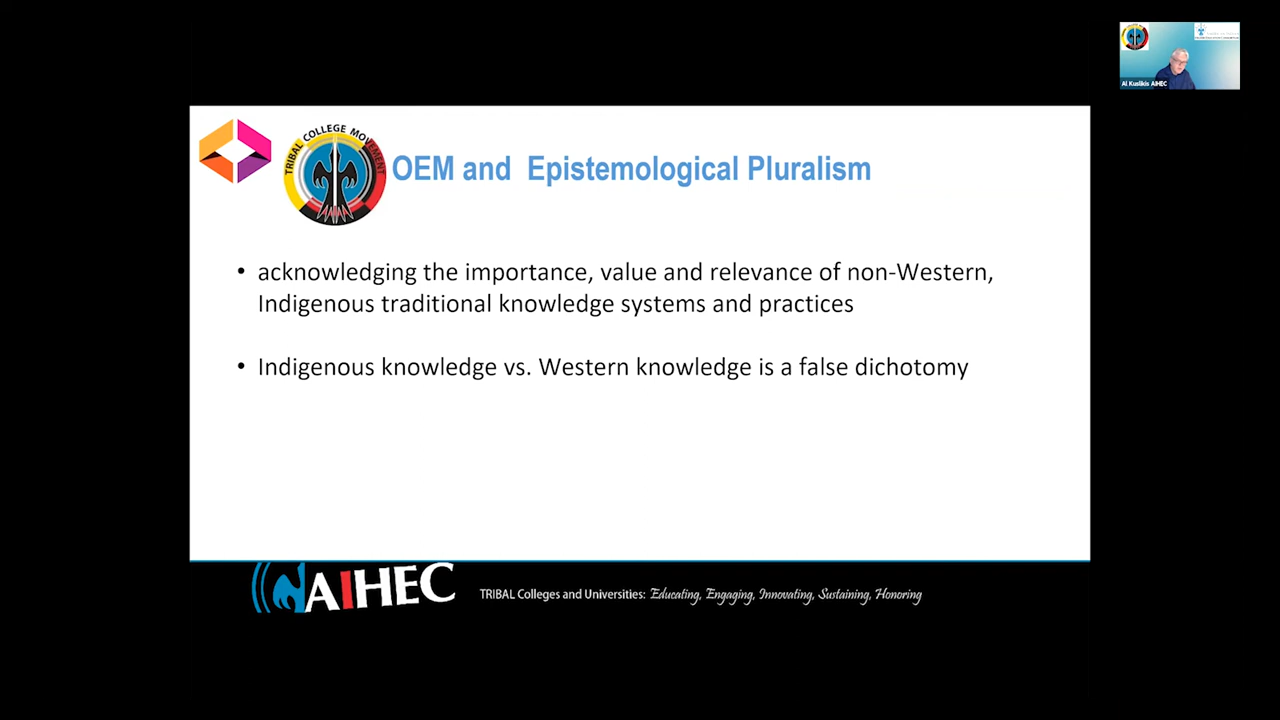 Al Kuslikis AIHEC
TRIBAL COLLEGE MOVEMENT
OEM and Epistemological Pluralism
• acknowledging the importance, value and relevance of non-Western,
Indigenous traditional knowledge systems and practices
• Indigenous knowledge vs. Western knowledge is a false dichotomy
AIHEC
TRIBAL Colleges and Universities: Educating, Engaging, Innovating, Sustaining, Honoring